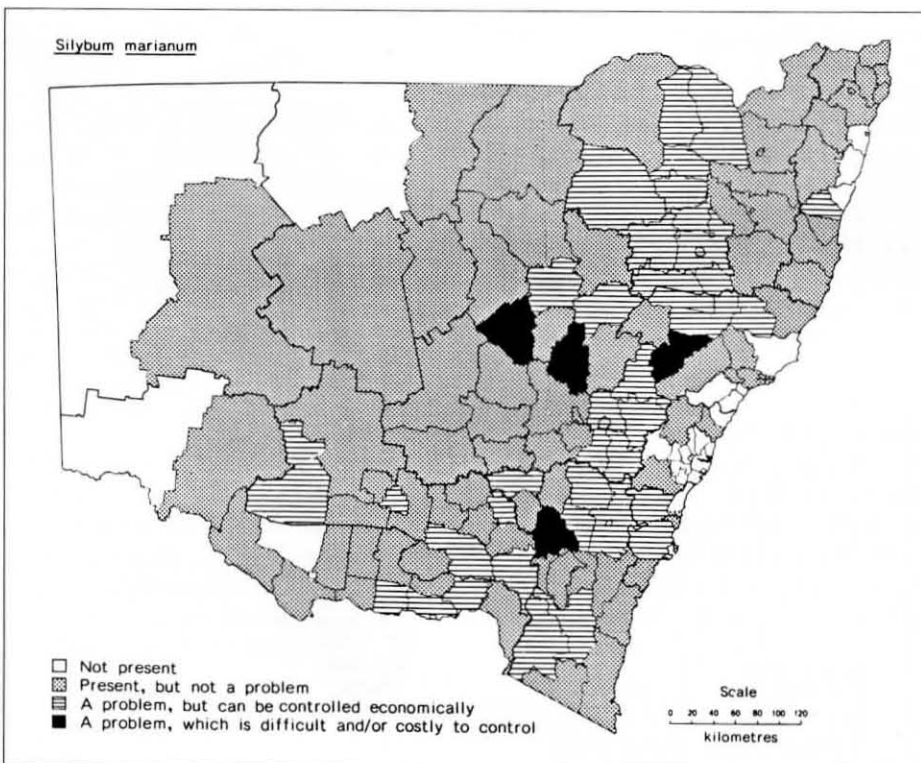 Silybum marianum
Not present
Present, but not a problem
A problem, but can be controlled economically
A problem, which is difficult and/or costly to control
Scale
0 20 40 60 80 100 120
kilometres